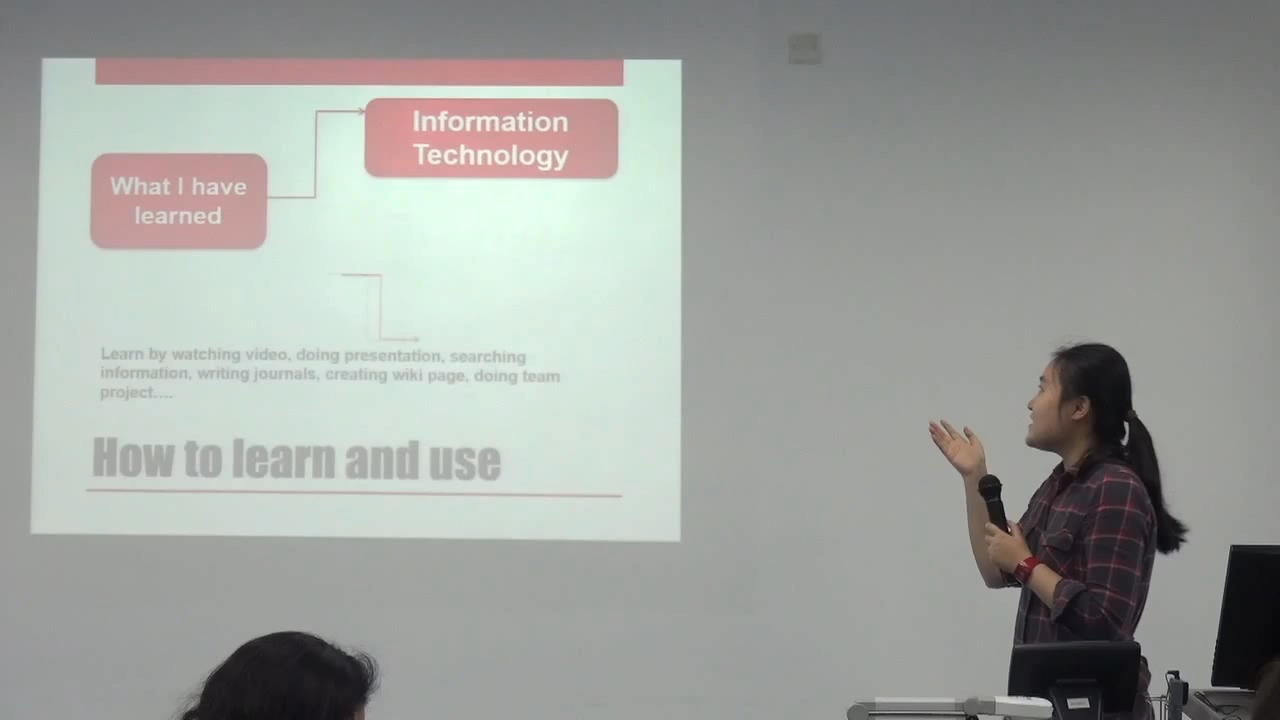 Information
Technology
What I have
learned
Learn by watching video, doing presentation, searching
information, writing journals, creating wiki page, doing team
project....
How to learn and use